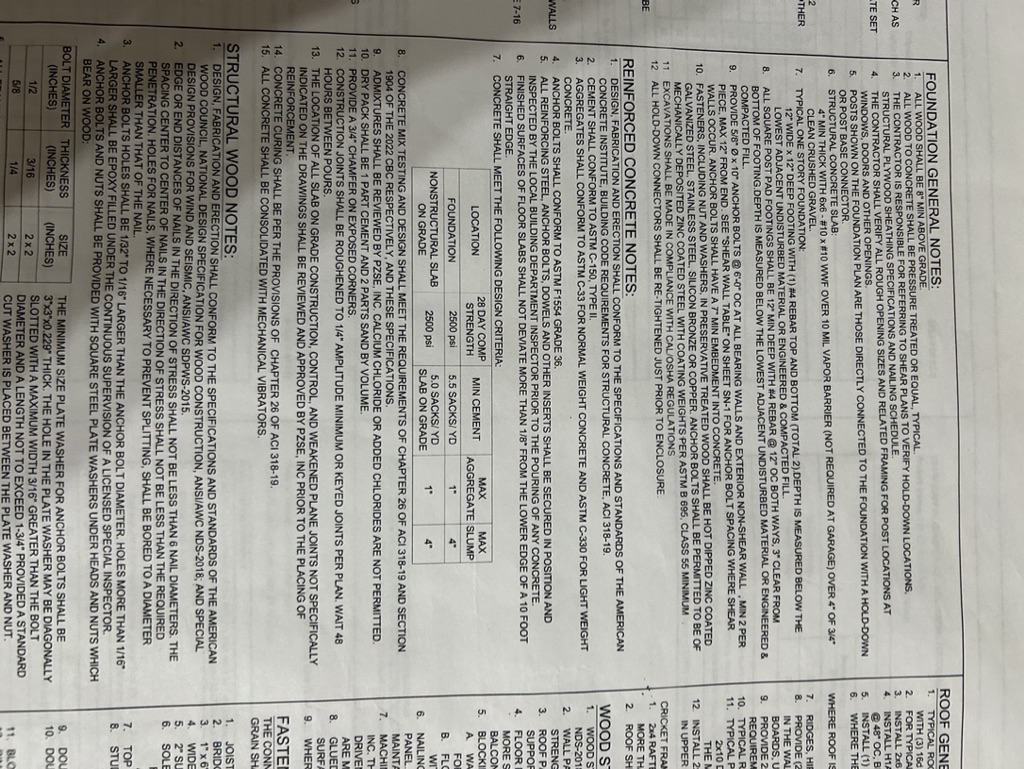 FOUNDATION GENERAL NOTES:
1. ALL WOOD SHALL BE 8" MIN ABOVE GRADE.
2. ALL WOOD TO CONCRETE SHALL BE PRESSURE TREATED OR EQUAL, TYPICAL.
3. THE CONTRACTOR IS RESPONSIBLE FOR REFERRING TO SHEAR PLANS TO VERIFY HOLD-DOWN LOCATIONS,
STRUCTURAL PLYWOOD SHEATHING LOCATIONS AND NAILING SCHEDULE.
4. THE CONTRACTOR SHALL VERIFY ALL ROUGH OPENING SIZES AND RELATED FRAMING FOR POST LOCATIONS AT
WINDOWS, DOORS AND OTHER OPENINGS.
5. POSTS SHOWN ON THE FOUNDATION PLAN ARE THOSE DIRECTLY CONNECTED TO THE FOUNDATION WITH A HOLD-DOWN
OR POST BASE CONNECTOR.
6. STRUCTURAL CONCRETE SLAB:
4" MIN THICK WITH 6x6 - #10 x #10 WWF OVER 10 MIL VAPOR BARRIER (NOT REQUIRED AT GARAGE) OVER 4" OF 3/4"
CLEAN CRUSHED GRAVEL.
7. TYPICAL ONE STORY FOUNDATION:
12" WIDE x 12" DEEP FOOTING WITH (1) #4 REBAR TOP AND BOTTOM (TOTAL 2) DEPTH IS MEASURED BELOW THE
LOWEST ADJACENT UNDISTURBED MATERIAL OR ENGINEERED & COMPACTED FILL.
8. ALL SQUARE POST PAD FOOTINGS SHALL BE 12" MIN DEEP WITH #4 REBAR @ 12" OC BOTH WAYS, 3" CLEAR FROM
BOTTOM OF FOOTING DEPTH IS MEASURED BELOW THE LOWEST ADJACENT UNDISTURBED MATERIAL OR ENGINEERED &
COMPACTED FILL.
9. PROVIDE 5/8" Ø x 10" ANCHOR BOLTS @ 6'-0" OC AT ALL BEARING WALLS AND EXTERIOR NON-SHEAR WALL , MIN 2 PER
PIECE, MAX 12" FROM END. SEE "SHEAR WALL TABLE" ON SHEET SN-1 FOR ANCHOR BOLT SPACING WHERE SHEAR
WALLS OCCUR. ANCHOR BOLTS SHALL HAVE A 7" MIN EMBEDMENT INTO CONCRETE.
10. FASTENERS, INCLUDING NUT AND WASHERS, IN PRESERVATIVE TREATED WOOD SHALL BE HOT DIPPED ZINC COATED
GALVANIZED STEEL, STAINLESS STEEL, SILICON BRONZE OR COPPER. ANCHOR BOLTS SHALL BE PERMITTED TO BE OF
MECHANICALLY DEPOSITED ZINC COATED STEEL WITH COATING WEIGHTS PER ASTM B 695, CLASS 55 MINIMUM.
11 EXCAVATIONS SHALL BE MADE IN COMPLIANCE WITH CALOSHA REGULATIONS
12 ALL HOLD-DOWN CONNECTORS SHALL BE RE-TIGHTENED JUST PRIOR TO ENCLOSURE
REINFORCED CONCRETE NOTES:
1. DESIGN, FABRICATION AND ERECTION SHALL CONFORM TO THE SPECIFICATIONS AND STANDARDS OF THE AMERICAN
CONCRETE INSTITUTE BUILDING CODE REQUIREMENTS FOR STRUCTURAL CONCRETE, ACI 318-19.
2. CEMENT SHALL CONFORM TO ASTM C-150, TYPE II.
3. AGGREGATES SHALL CONFORM TO ASTM C-33 FOR NORMAL WEIGHT CONCRETE AND ASTM C-330 FOR LIGHT WEIGHT
CONCRETE.
4. ANCHOR BOLTS SHALL CONFORM TO ASTM F1554 GRADE 36.
5. ALL REINFORCING STEEL, ANCHOR BOLTS, DOWELS AND OTHER INSERTS SHALL BE SECURED IN POSITION AND
INSPECTED BY THE LOCAL BUILDING DEPARTMENT INSPECTOR PRIOR TO THE POURING OF ANY CONCRETE.
6. FINISHED SURFACES OF FLOOR SLABS SHALL NOT DEVIATE MORE THAN 1/8" FROM THE LOWER EDGE OF A 10 FOOT
STRAIGHT EDGE.
7. CONCRETE SHALL MEET THE FOLLOWING DESIGN CRITERIA:
LOCATION 28 DAY COMP STRENGTH MIN CEMENT MAX AGGREGATE MAX SLUMP
FOUNDATION 2500 psi 5.5 SACKS/ YD 1" 4"
NONSTRUCTURAL SLAB ON GRADE 2500 psi 5.0 SACKS/ YD SLAB ON GRADE 1" 4"
8. CONCRETE MIX TESTING AND DESIGN SHALL MEET THE REQUIREMENTS OF CHAPTER 26 OF ACI 318-19 AND SECTION
1904 OF THE 2022 CBC RESPECTIVELY, AND THESE SPECIFICATIONS.
9. ADMIXTURES SHALL BE REVIEWED BY P2SE, INC. CALCIUM CHLORIDE OR ADDED CHLORIDES ARE NOT PERMITTED.
10. DRY PACK SHALL BE 1 PART CEMENT AND 2 PARTS SAND BY VOLUME.
11. PROVIDE A 3/4" CHAMFER ON EXPOSED CORNERS.
12. CONSTRUCTION JOINTS SHALL BE ROUGHENED TO 1/4" AMPLITUDE MINIMUM OR KEYED JOINTS PER PLAN. WAIT 48
HOURS BETWEEN POURS.
13. THE LOCATION OF ALL SLAB ON GRADE CONSTRUCTION, CONTROL, AND WEAKENED PLANE JOINTS NOT SPECIFICALLY
INDICATED ON THE DRAWINGS SHALL BE REVIEWED AND APPROVED BY P2SE, INC PRIOR TO THE PLACING OF
REINFORCEMENT.
14. CONCRETE CURING SHALL BE PER THE PROVISIONS OF CHAPTER 26 OF ACI 318-19.
15. ALL CONCRETE SHALL BE CONSOLIDATED WITH MECHANICAL VIBRATORS.
STRUCTURAL WOOD NOTES:
1. DESIGN, FABRICATION AND ERECTION SHALL CONFORM TO THE SPECIFICATIONS AND STANDARDS OF THE AMERICAN
WOOD COUNCIL, NATIONAL DESIGN SPECIFICATION FOR WOOD CONSTRUCTION, ANSI/AWC NDS-2018; AND SPECIAL
DESIGN PROVISIONS FOR WIND AND SEISMIC, ANSI/AWC SDPWS-2015.
2. EDGE OR END DISTANCES OF NAILS IN THE DIRECTION OF STRESS SHALL NOT BE LESS THAN 6 NAIL DIAMETERS. THE
SPACING CENTER TO CENTER OF NAILS IN THE DIRECTION OF STRESS SHALL NOT BE LESS THAN THE REQUIRED
PENETRATION. HOLES FOR NAILS, WHERE NECESSARY TO PREVENT SPLITTING, SHALL BE BORED TO A DIAMETER
SMALLER THAN THAT OF THE NAIL.
3. ANCHOR BOLTS HOLES SHALL BE 1/32" TO 1/16" LARGER THAN THE ANCHOR BOLT DIAMETER. HOLES MORE THAN 1/16"
LARGER SHALL BE EPOXY FILLED UNDER THE CONTINUOUS SUPERVISION OF A LICENSED SPECIAL INSPECTOR.
4. ANCHOR BOLTS AND NUTS SHALL BE PROVIDED WITH SQUARE STEEL PLATE WASHERS UNDER HEADS AND NUTS WHICH
BEAR ON WOOD:
BOLT DIAMETER (INCHES) THICKNESS (INCHES) SIZE (INCHES)
1/2 3/16 2 x 2
5/8 1/4 2 x 2
THE MINIMUM SIZE PLATE WASHER FOR ANCHOR BOLTS SHALL BE
3"x3"x0.229" THICK. THE HOLE IN THE PLATE WASHER MAY BE DIAGONALLY
SLOTTED WITH A MAXIMUM WIDTH 3/16" GREATER THAN THE BOLT
DIAMETER AND A LENGTH NOT TO EXCEED 1-3/4" PROVIDED A STANDARD
CUT WASHER IS PLACED BETWEEN THE PLATE WASHER AND NUT.
ROOF GENE
1. TYPICAL RO
WITH (3) 16d
2. FOR TYPICA
3. INSTALL 2x6
4. INSTALL HY
@ 48" OC, B
5. INSTALL (1)
6. WHERE THE
WHERE ROOF IS
7. RIDGES, HI
8. PROVIDE (2
IN THE WAL
9. PROVIDE 2
BOARDS, U
REQUIREM
10. TYPICAL R
11. TYPICAL P
2x10 D
THE M
12 INSTALL 2
IN UPPER
CRICKET FRAM
1. 2x4 RAFTE
MORE TH
2. ROOF SH
WOOD S
1. WOOD S
NDS-201
2. WALL PA
STRENG
3. ROOF P
SUPPOR
4. FLOOR
MORE S
BALCON
5. BLOCKI
A. WA
FO
B. FL
WI
6. NAILING
PANEL
MAINTA
7. MACHIN
INC. TH
DRIVEN
ARE M
8. GLUED
SURFA
9. WHER
FASTE
THE CONN
GRAIN SHA
1. JOIST
2. BRIDG
3. 1" x 6
4. WIDE
5. 2" SU
6. SOLE
7. TOP
8. STU
9. DOU
10. DOU
11. BLO